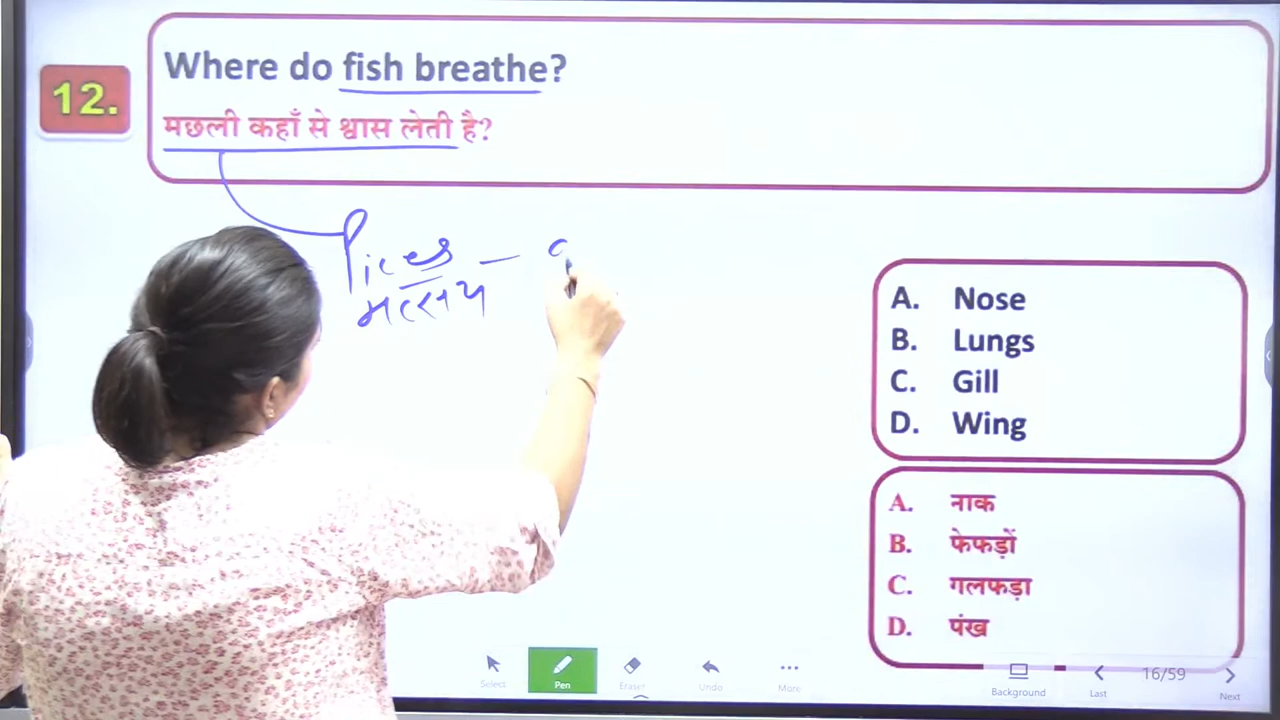 12.
Where do fish breathe?
मछली कहाँ से श्वास लेती है?
Pices –
मत्स्य
A. Nose
B. Lungs
C. Gill
D. Wing
A. नाक
B. फेफड़ों
C. गलफड़ा
D. पंख
Select Pen Eraser Undo More
Background Last 16/59 Next